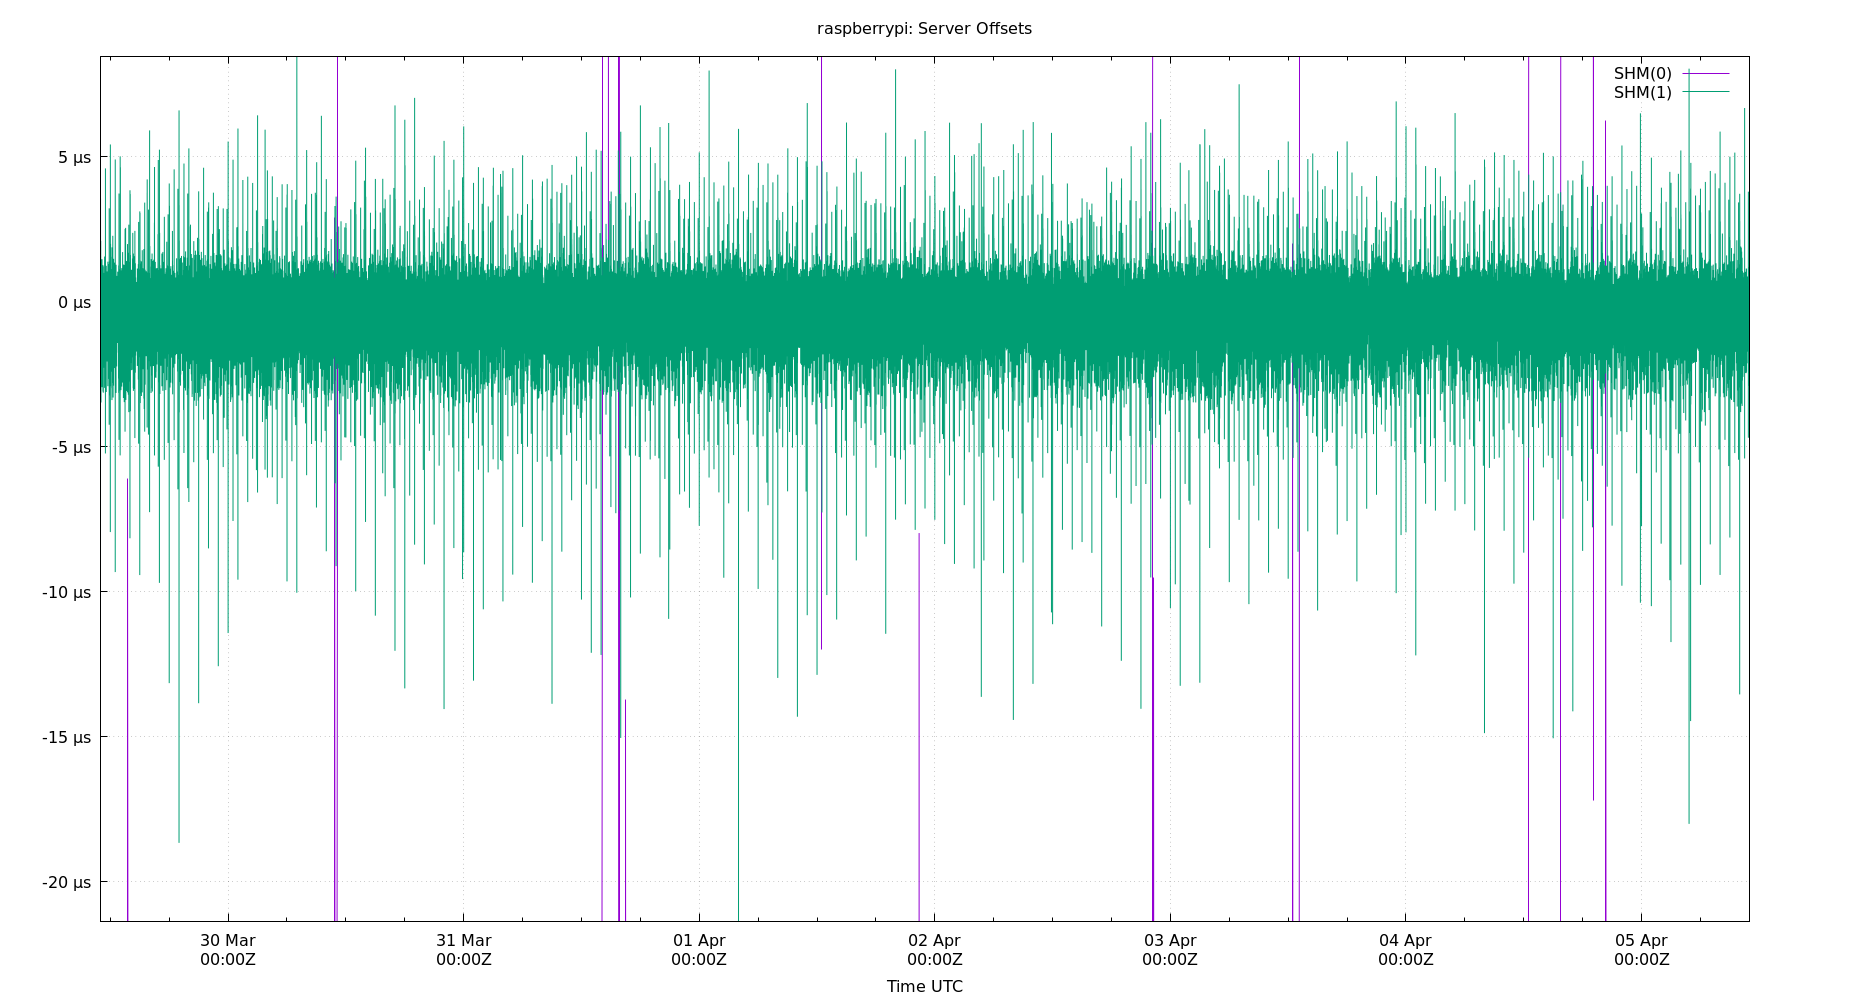 raspberrypi: Server Offsets
SHM(0)
SHM(1)
5 µs
0 µs
-5 µs
-10 µs
-15 µs
-20 µs
30 Mar 31 Mar 01 Apr 02 Apr 03 Apr 04 Apr 05 Apr
00:00Z 00:00Z 00:00Z 00:00Z 00:00Z 00:00Z 00:00Z
Time UTC